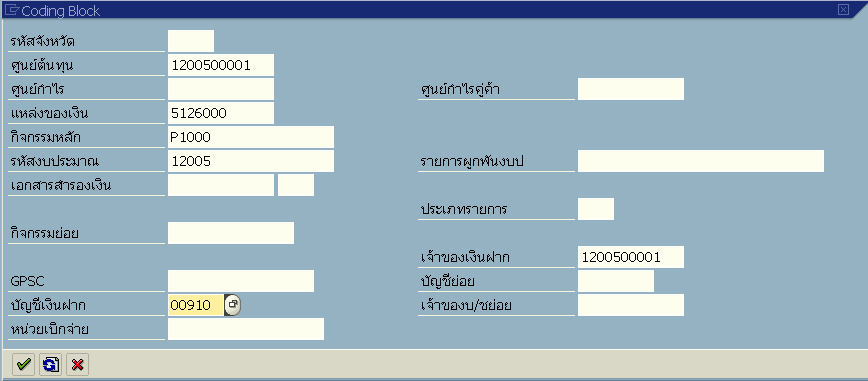 Coding Block
รหัสจังหวัด
ศูนย์ต้นทุน 1200500001
ศูนย์กำไร ศูนย์กำไรคู่ค้า
แหล่งของเงิน 5126000
กิจกรรมหลัก P1000
รหัสงบประมาณ 12005 รายการผูกพันงบป
เอกสารสำรองเงิน
ประเภทรายการ
กิจกรรมย่อย
เจ้าของเงินฝาก 1200500001
GPSC บัญชีย่อย
บัญชีเงินฝาก 00910 เจ้าของบ/ชย่อย
หน่วยเบิกจ่าย